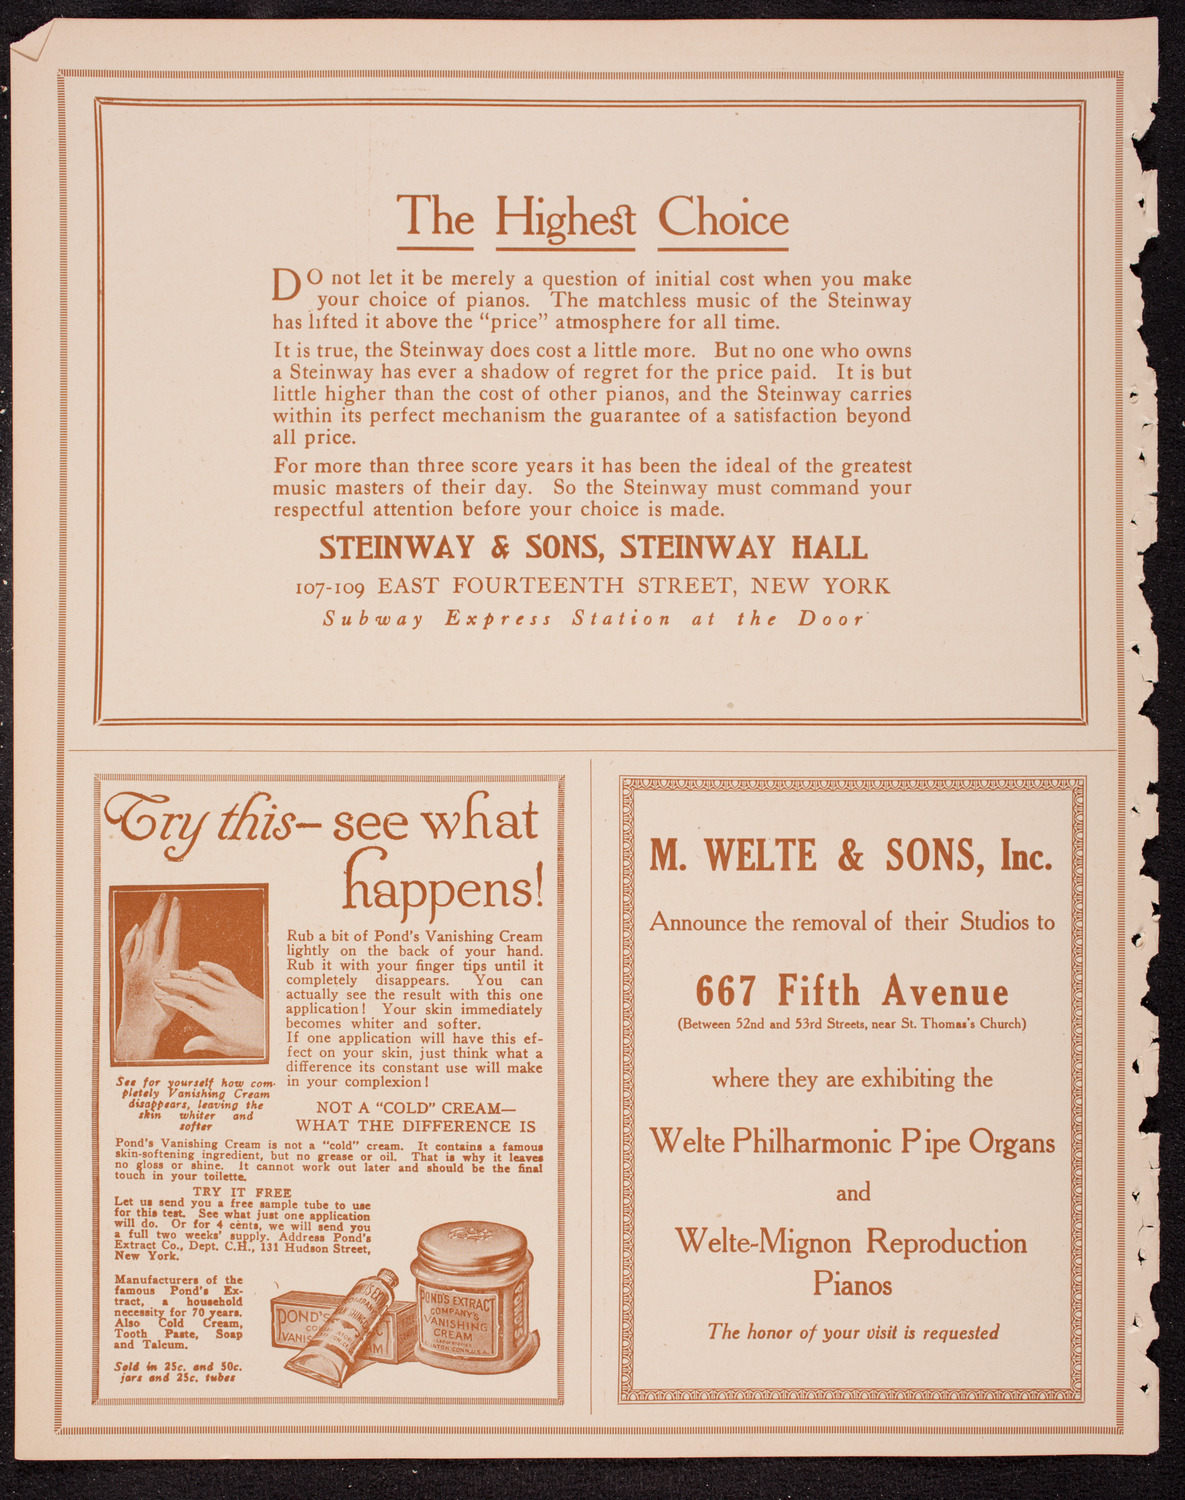 The Highest Choice
DO not let it be merely a question of initial cost when you make
your choice of pianos. The matchless music of the Steinway
has lifted it above the “price” atmosphere for all time.
It is true, the Steinway does cost a little more. But no one who owns
a Steinway has ever a shadow of regret for the price paid. It is but
little higher than the cost of other pianos, and the Steinway carries
within its perfect mechanism the guarantee of a satisfaction beyond
all price.
For more than three score years it has been the ideal of the greatest
music masters of their day. So the Steinway must command your
respectful attention before your choice is made.
STEINWAY & SONS, STEINWAY HALL
107-109 EAST FOURTEENTH STREET, NEW YORK
Subway Express Station at the Door
Try this—see what
happens!
Rub a bit of Pond's Vanishing Cream
lightly on the back of your hand.
Rub it with your finger tips until it
completely disappears. You can
actually see the result with this one
application! Your skin immediately
becomes whiter and softer.
If one application will have this ef-
fect on your skin, just think what a
difference its constant use will make
in your complexion!
See for yourself how com-
pletely Vanishing Cream
disappears, leaving the
skin whiter and
softer
NOT A “COLD” CREAM—
WHAT THE DIFFERENCE IS
Pond's Vanishing Cream is not a “cold” cream. It contains a famous
skin-softening ingredient, but no grease or oil. That is why it leaves
no gloss or shine. It cannot work out later and should be the final
touch in your toilette.
TRY IT FREE
Let us send you a free sample tube to use
for this test. See what just one application
will do. Or for 4 cents, we will send you
a full two weeks' supply. Address Pond's
Extract Co., Dept. C.H., 131 Hudson Street,
New York.
Manufacturers of the
famous Pond's Ex-
tract, a household
necessity for 70 years.
Also Cold Cream,
Tooth Paste, Soap
and Talcum.
Sold in 25c. and 50c.
jars and 25c. tubes
POND'S EXTRACT
COMPANY'S
VANISHING
CREAM
POND'S
VANIS
AM
M. WELTE & SONS, Inc.
Announce the removal of their Studios to
667 Fifth Avenue
(Between 52nd and 53rd Streets, near St. Thomas's Church)
where they are exhibiting the
Welte Philharmonic Pipe Organs
and
Welte-Mignon Reproduction
Pianos
The honor of your visit is requested